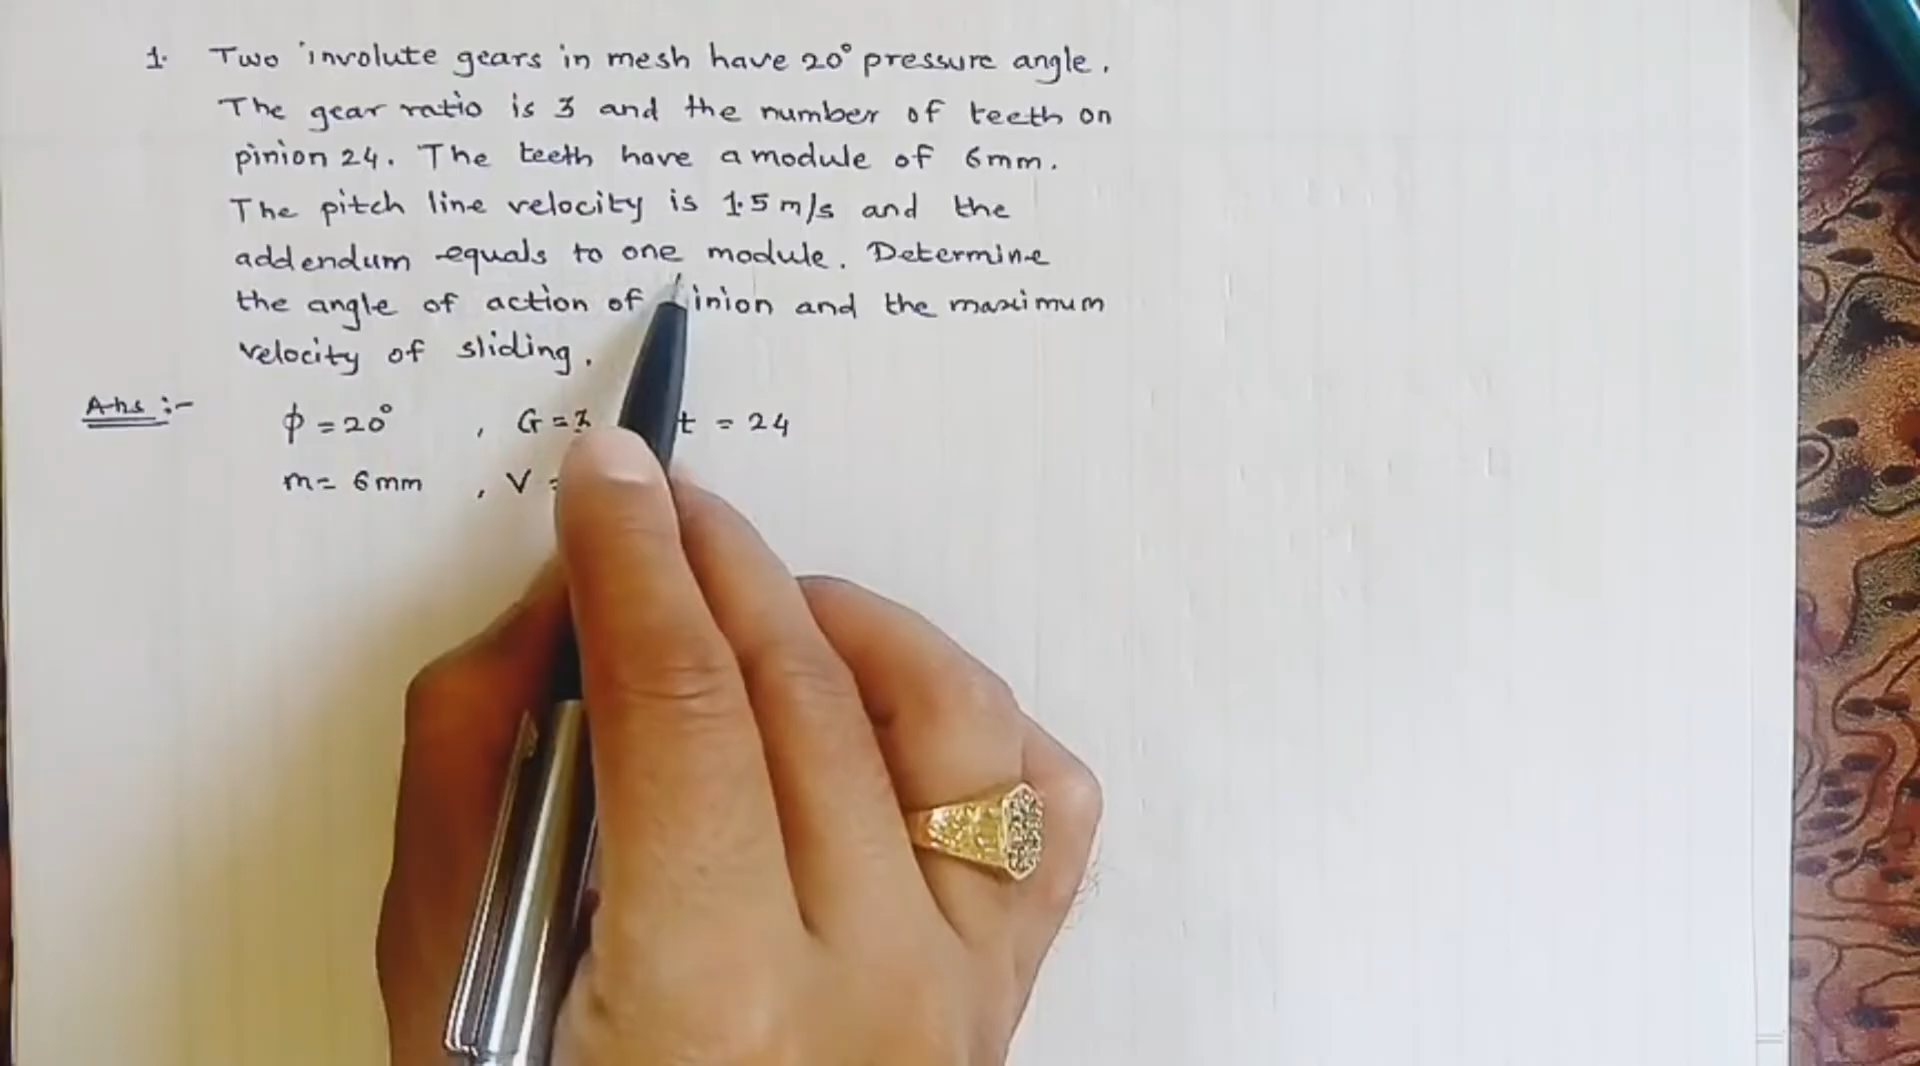 1. Two involute gears in mesh have 20° pressure angle.
The gear ratio is 3 and the number of teeth on
pinion 24. The teeth have a module of 6mm.
The pitch line velocity is 1.5 m/s and the
addendum equals to one module. Determine
the angle of action of inion and the maximum
velocity of sliding.
Ans :-
ϕ = 20° , G = 3 t = 24
m = 6mm , V =